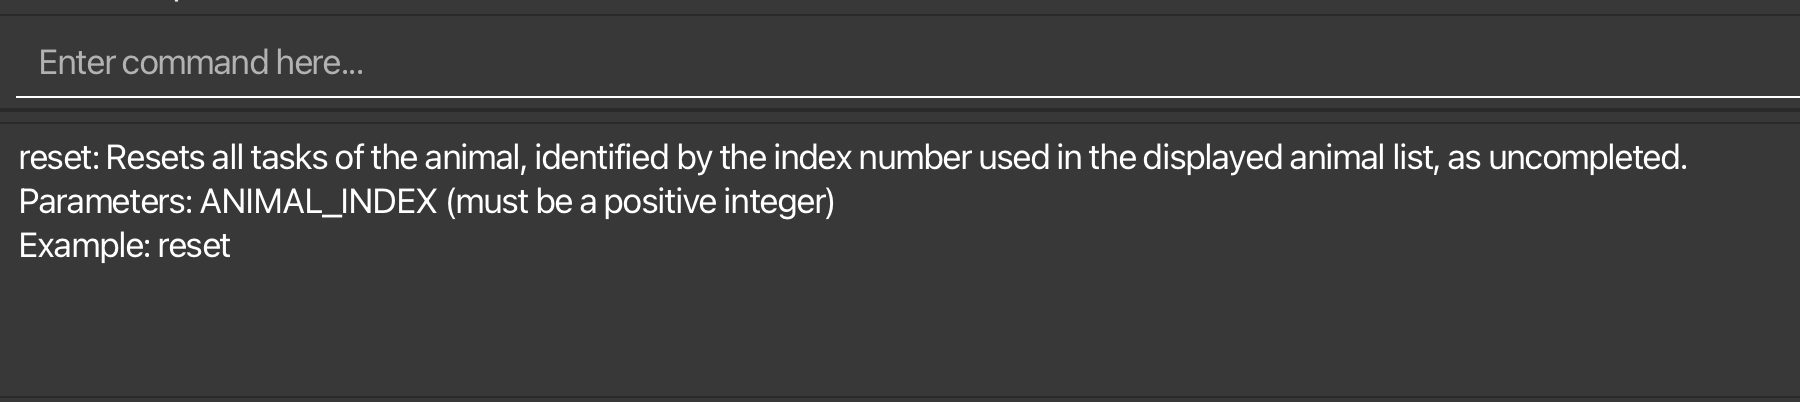 Enter command here...
reset: Resets all tasks of the animal, identified by the index number used in the displayed animal list, as uncompleted.
Parameters: ANIMAL_INDEX (must be a positive integer)
Example: reset